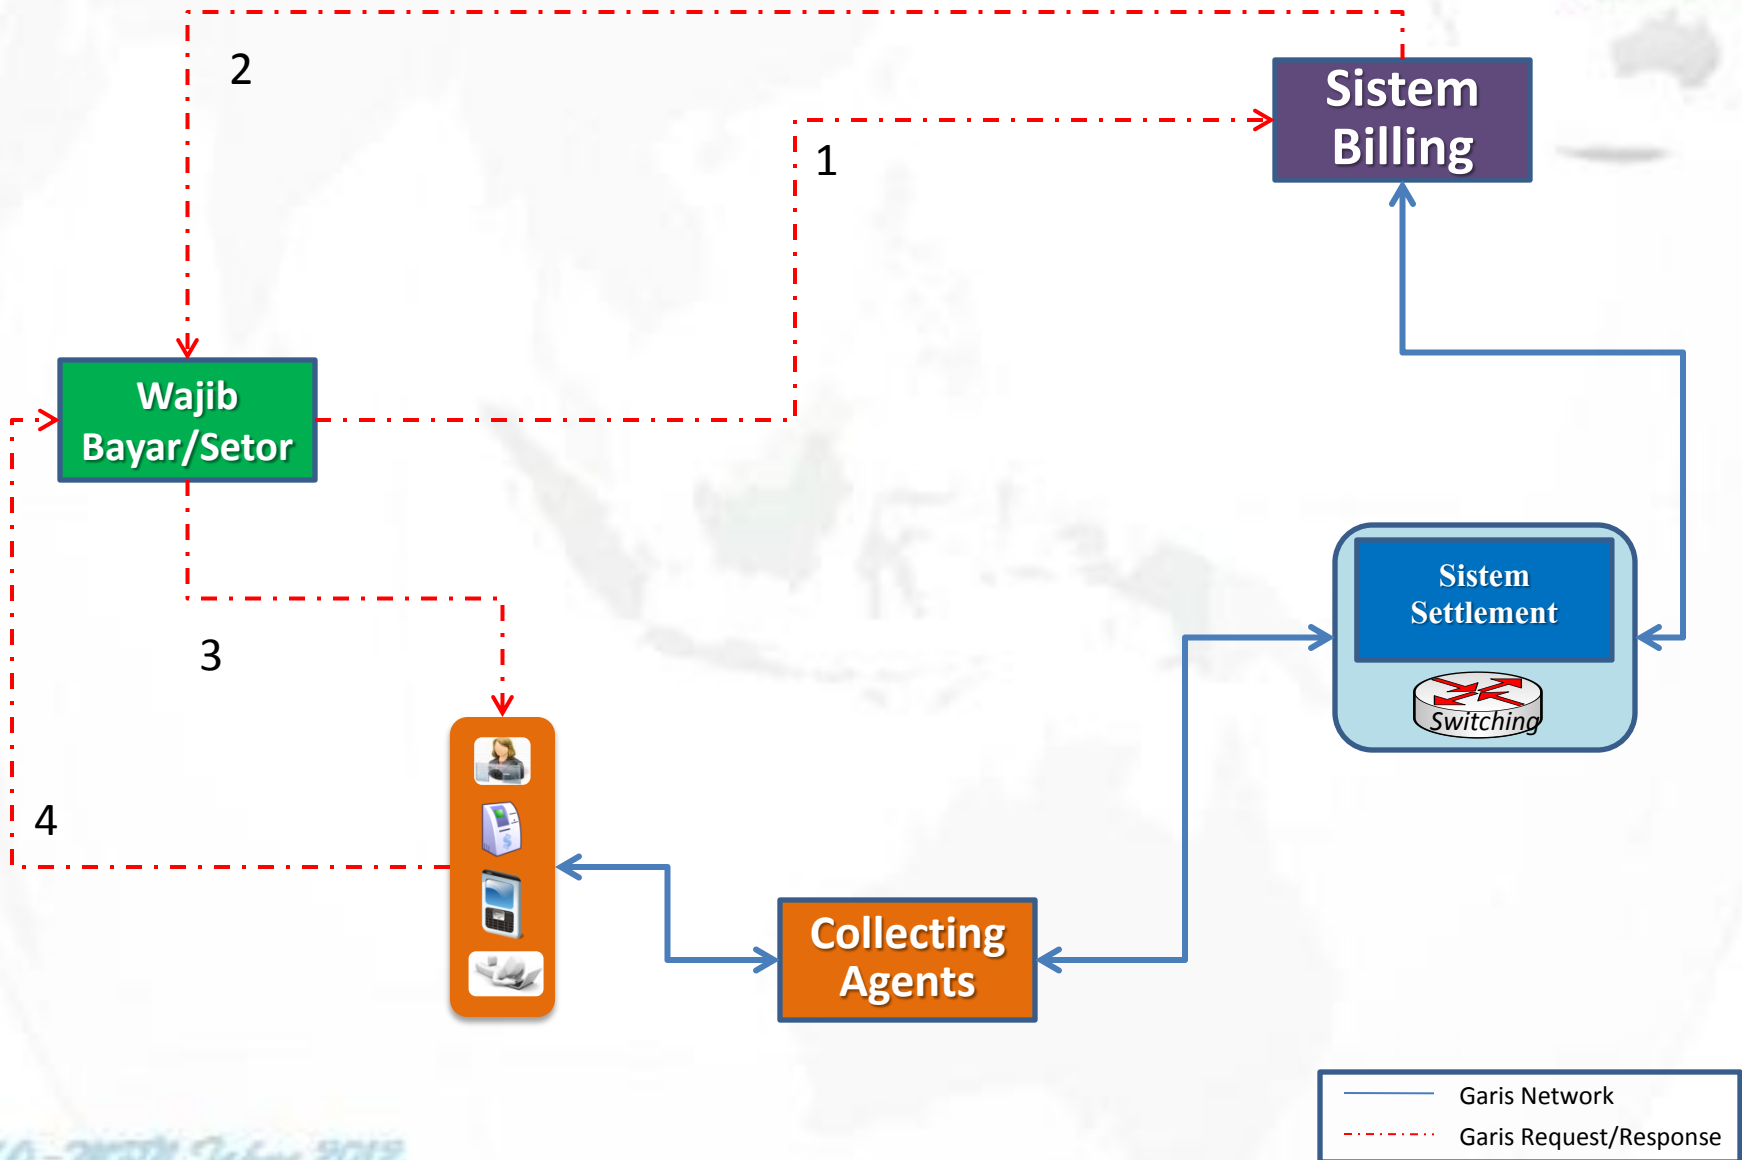 2
Sistem
Billing
1
Wajib
Bayar/Setor
Sistem
Settlement
3
Switching
4
Collecting
Agents
Garis Network
Garis Request/Response